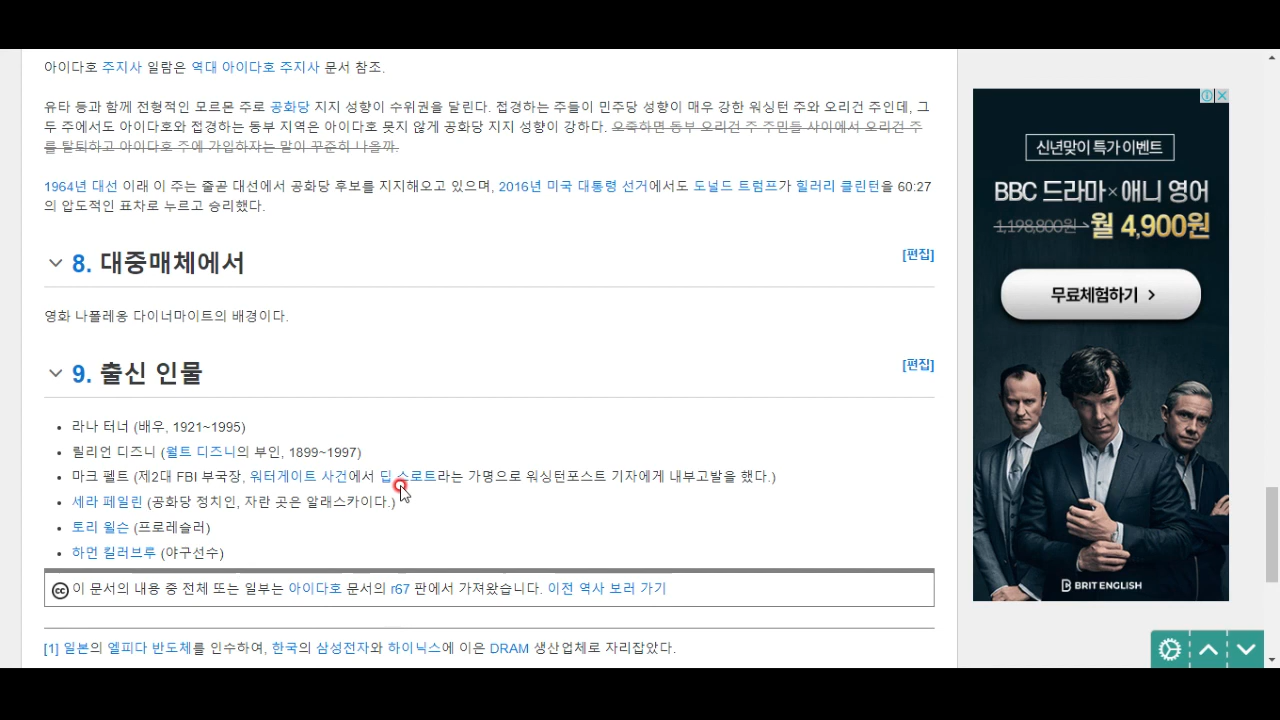 아이다호 주지사 일람은 역대 아이다호 주지사 문서 참조.
유타 등과 함께 전형적인 모르몬 주로 공화당 지지 성향이 수위권을 달린다. 접경하는 주들이 민주당 성향이 매우 강한 워싱턴 주와 오리건 주인데, 그
두 주에서도 아이다호와 접경하는 동부 지역은 아이다호 못지 않게 공화당 지지 성향이 강하다. 오죽하면 동부 오리건 주 주민들 사이에서 오리건 주
를 탈퇴하고 아이다호 주에 가입하자는 말이 꾸준히 나올까.
1964년 대선 이래 이 주는 줄곧 대선에서 공화당 후보를 지지해오고 있으며, 2016년 미국 대통령 선거에서도 도널드 트럼프가 힐러리 클린턴을 60:27
의 압도적인 표차로 누르고 승리했다.
8. 대중매체에서
[편집]
영화 나폴레옹 다이너마이트의 배경이다.
9. 출신 인물
[편집]
라나 터너 (배우, 1921~1995)
릴리언 디즈니 (월트 디즈니의 부인, 1899~1997)
마크 펠트 (제2대 FBI 부국장, 워터게이트 사건에서 딥 스로트라는 가명으로 워싱턴포스트 기자에게 내부고발을 했다.)
세라 페일린 (공화당 정치인, 자란 곳은 알래스카이다.)
토리 윌슨 (프로레슬러)
하먼 킬러브루 (야구선수)
cc 이 문서의 내용 중 전체 또는 일부는 아이다호 문서의 r67 판에서 가져왔습니다. 이전 역사 보러 가기
[1] 일본의 엘피다 반도체를 인수하여, 한국의 삼성전자와 하이닉스에 이은 DRAM 생산업체로 자리잡았다.
신년맞이 특가 이벤트
BBC 드라마×애니 영어
1,198,800원 월 4,900원
무료체험하기 >
BRIT ENGLISH